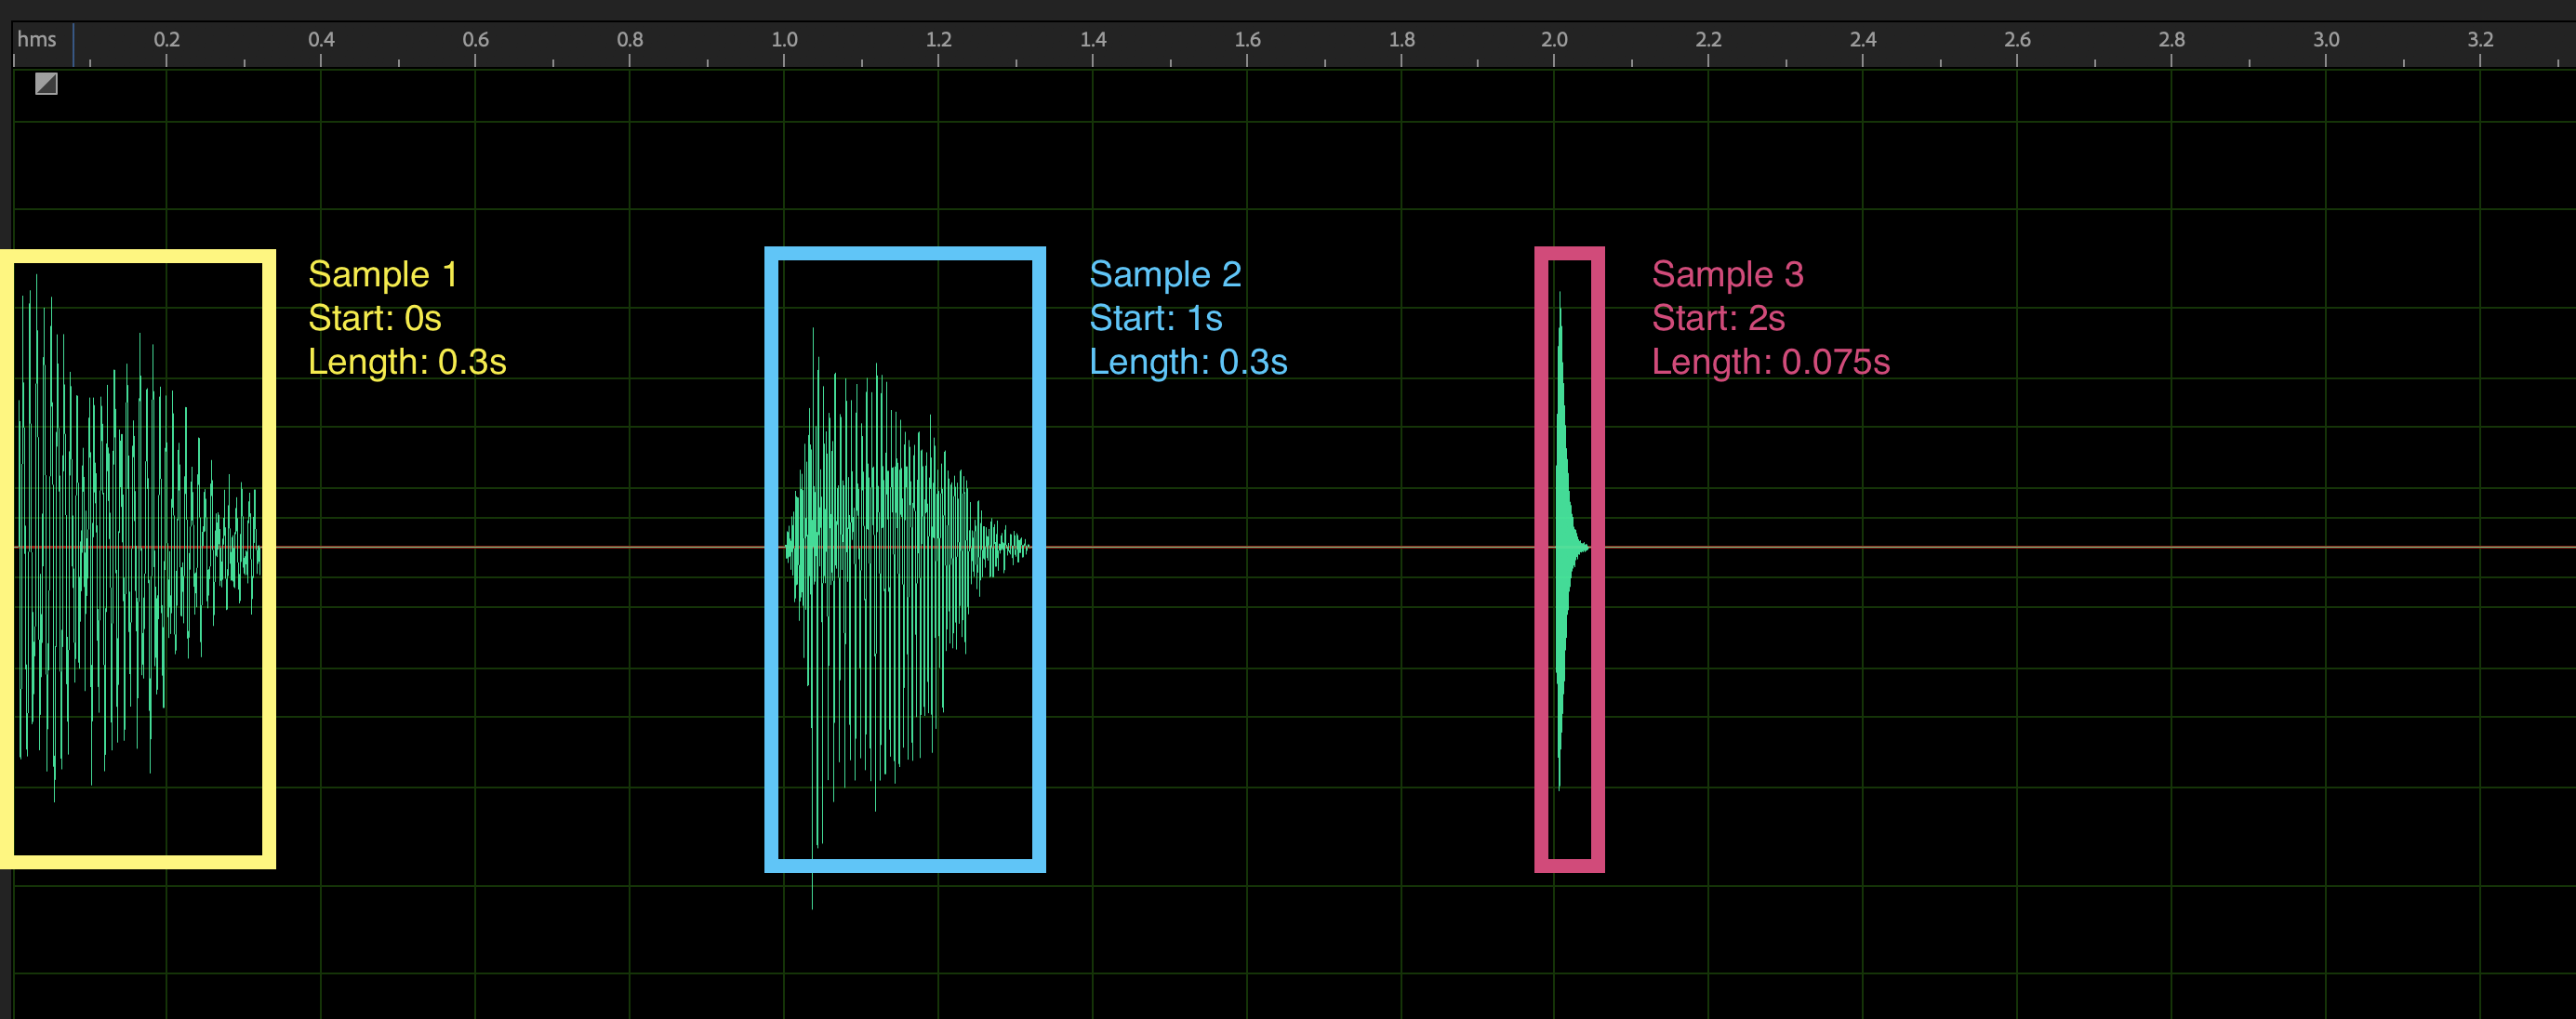 hms 0.2 0.4 0.6 0.8 1.0 1.2 1.4 1.6 1.8 2.0 2.2 2.4 2.6 2.8 3.0 3.2
Sample 1
Start: 0s
Length: 0.3s
Sample 2
Start: 1s
Length: 0.3s
Sample 3
Start: 2s
Length: 0.075s